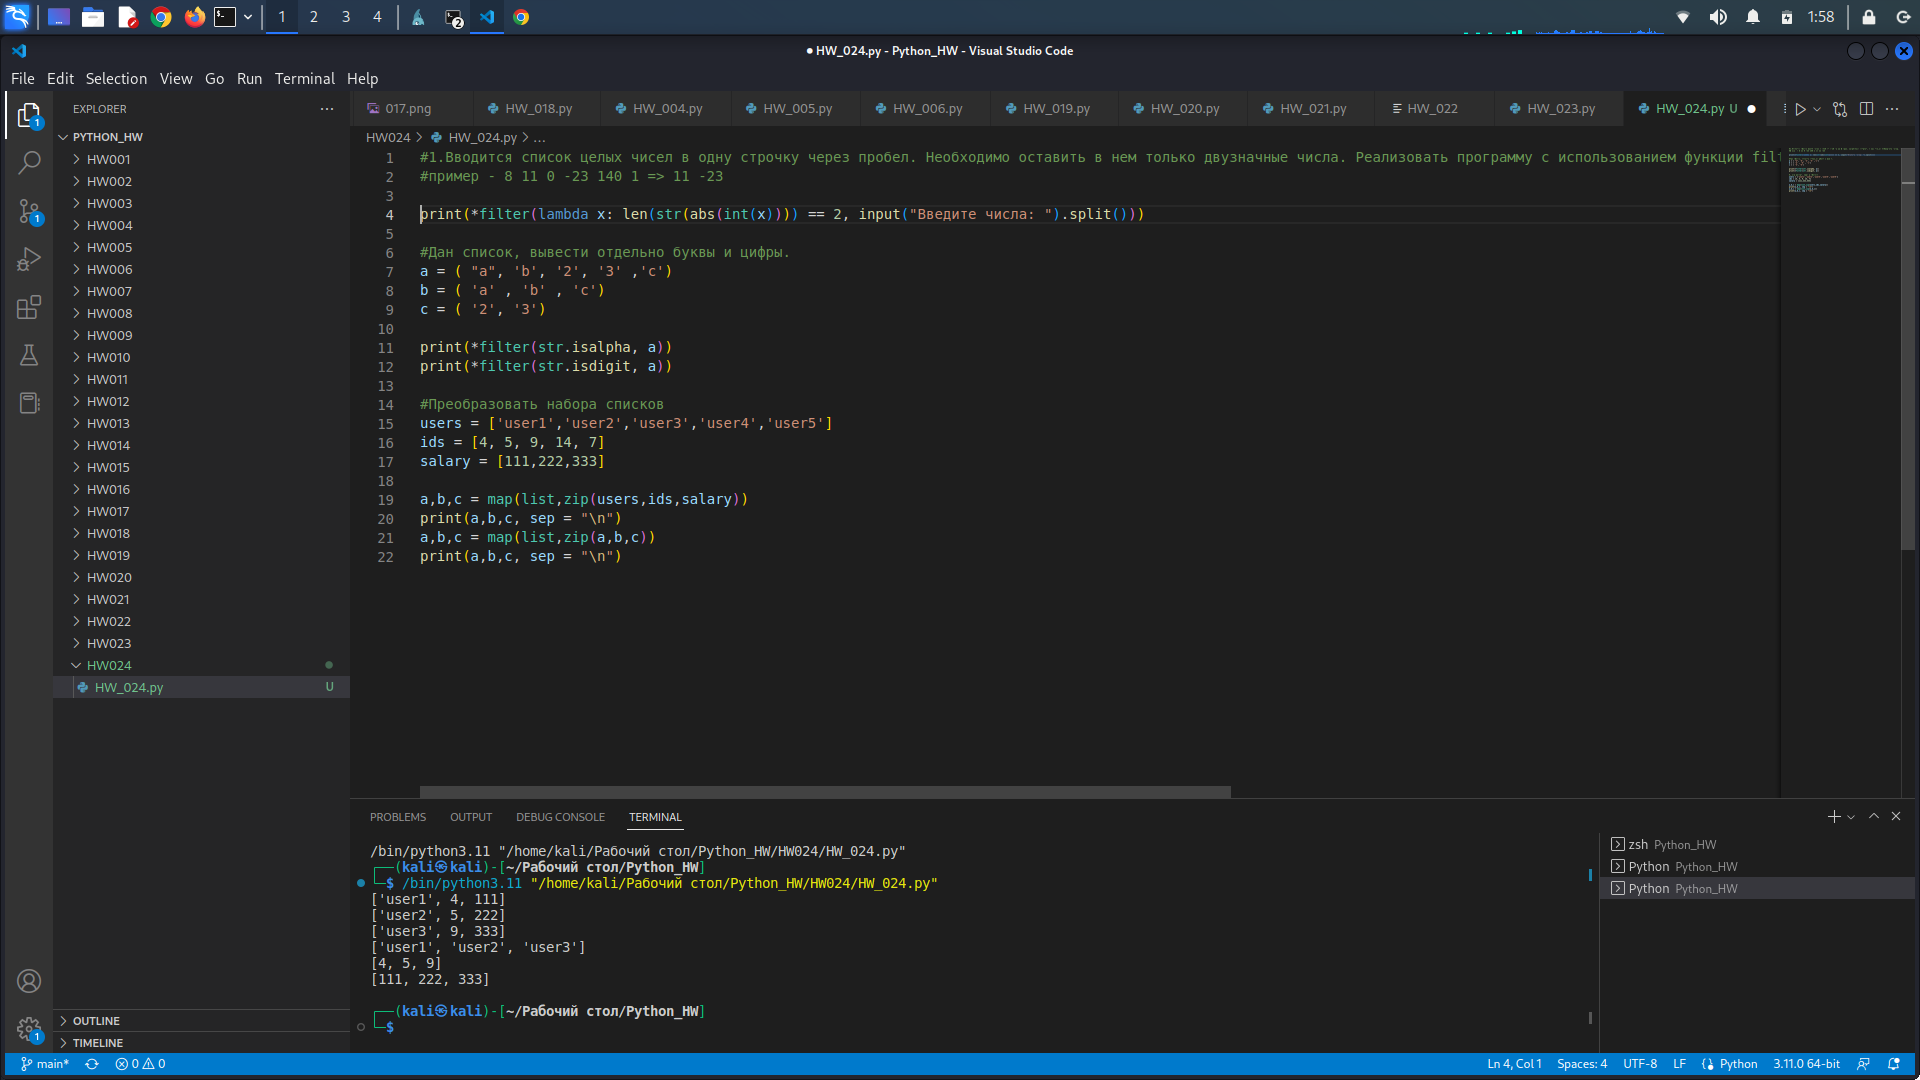 1 2 3 4 2 1:58
HW_024.py - Python_HW - Visual Studio Code
File Edit Selection View Go Run Terminal Help
EXPLORER
017.png HW_018.py HW_004.py HW_005.py HW_006.py HW_019.py HW_020.py HW_021.py HW_022 HW_023.py HW_024.py U
HW024 > HW_024.py > ...
PYTHON_HW
HW001
HW002
HW003
HW004
HW005
HW006
HW007
HW008
HW009
HW010
HW011
HW012
HW013
HW014
HW015
HW016
HW017
HW018
HW019
HW020
HW021
HW022
HW023
HW024
HW_024.py U
OUTLINE
TIMELINE
1 #1.Вводится список целых чисел в одну строчку через пробел. Необходимо оставить в нем только двузначные числа. Реализовать программу с использованием функции filt
2 #пример - 8 11 0 -23 140 1 => 11 -23
3
4 print(*filter(lambda x: len(str(abs(int(x)))) == 2, input("Введите числа: ").split()))
5
6 #Дан список, вывести отдельно буквы и цифры.
7 a = ( "a", 'b', '2', '3' ,'c')
8 b = ( 'a' , 'b' , 'c')
9 c = ( '2', '3')
10
11 print(*filter(str.isalpha, a))
12 print(*filter(str.isdigit, a))
13
14 #Преобразовать набора списков
15 users = ['user1','user2','user3','user4','user5']
16 ids = [4, 5, 9, 14, 7]
17 salary = [111,222,333]
18
19 a,b,c = map(list,zip(users,ids,salary))
20 print(a,b,c, sep = "\n")
21 a,b,c = map(list,zip(a,b,c))
22 print(a,b,c, sep = "\n")
PROBLEMS OUTPUT DEBUG CONSOLE TERMINAL
/bin/python3.11 "/home/kali/Рабочий стол/Python_HW/HW024/HW_024.py"
┌──(kali㉿kali)-[~/Рабочий стол/Python_HW]
└─$ /bin/python3.11 "/home/kali/Рабочий стол/Python_HW/HW024/HW_024.py"
['user1', 4, 111]
['user2', 5, 222]
['user3', 9, 333]
['user1', 'user2', 'user3']
[4, 5, 9]
[111, 222, 333]
┌──(kali㉿kali)-[~/Рабочий стол/Python_HW]
└─$
zsh Python_HW
Python Python_HW
Python Python_HW
1
1
1
main* 0 0 Ln 4, Col 1 Spaces: 4 UTF-8 LF Python 3.11.0 64-bit